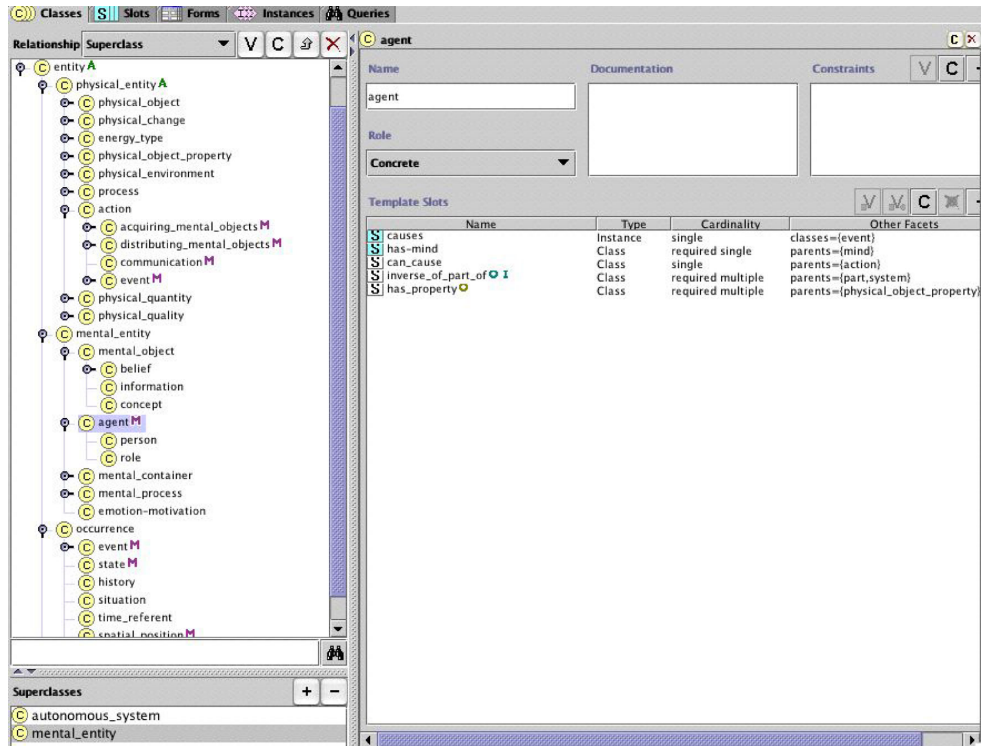 Classes Slots Forms Instances Queries
Relationship Superclass V C
entity A
physical_entity A
physical_object
physical_change
energy_type
physical_object_property
physical_environment
process
action
acquiring_mental_objects M
distributing_mental_objects M
communication M
event M
physical_quantity
physical_quality
mental_entity
mental_object
belief
information
concept
agent M
person
role
mental_container
mental_process
emotion-motivation
occurrence
event M
state M
history
situation
time_referent
spatial_position M
Superclasses + -
autonomous_system
mental_entity
C agent C x
Name Documentation Constraints V C
agent
Role
Concrete
Template Slots C
Name Type Cardinality Other Facets
S causes Instance single classes={event}
S has-mind Class required single parents={mind}
S can_cause Class single parents={action}
S inverse_of_part_of O I Class required multiple parents={part,system}
S has_property O Class required multiple parents={physical_object_property}